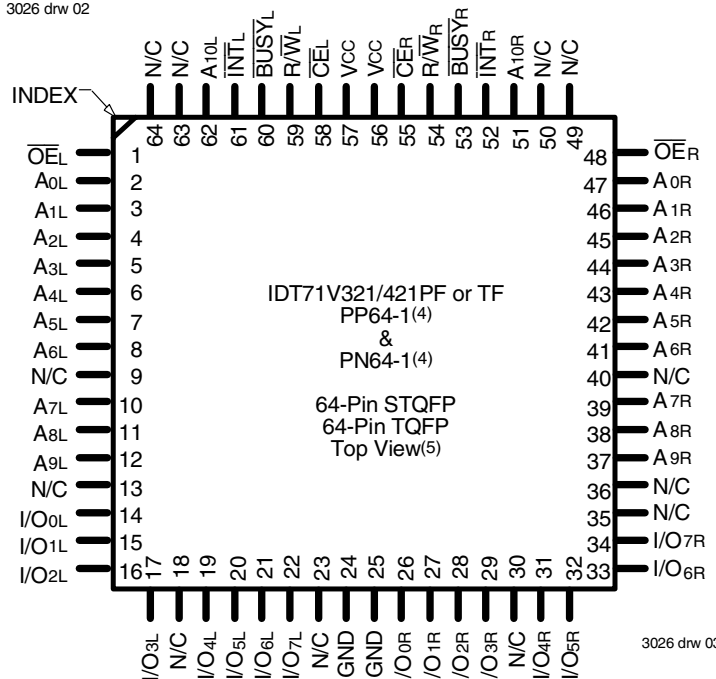 3026 drw 02
INDEX
N/C N/C A10L INTL BUSYL R/WL CEL VCC VCC CER R/WR BUSYR INTR A10R N/C N/C
64 63 62 61 60 59 58 57 56 55 54 53 52 51 50 49
OEL 1 48 OER
A0L 2 47 A0R
A1L 3 46 A1R
A2L 4 45 A2R
A3L 5 44 A3R
A4L 6 43 A4R
A5L 7 42 A5R
A6L 8 41 A6R
N/C 9 40 N/C
A7L 10 39 A7R
A8L 11 38 A8R
A9L 12 37 A9R
N/C 13 36 N/C
I/O0L 14 35 N/C
I/O1L 15 34 I/O7R
I/O2L 16 33 I/O6R
IDT71V321/421PF or TF
PP64-1(4)
&
PN64-1(4)
64-Pin STQFP
64-Pin TQFP
Top View(5)
17 18 19 20 21 22 23 24 25 26 27 28 29 30 31 32
I/O3L N/C I/O4L I/O5L I/O6L I/O7L N/C GND GND /O0R /O1R /O2R /O3R N/C I/O4R I/O5R
3026 drw 03